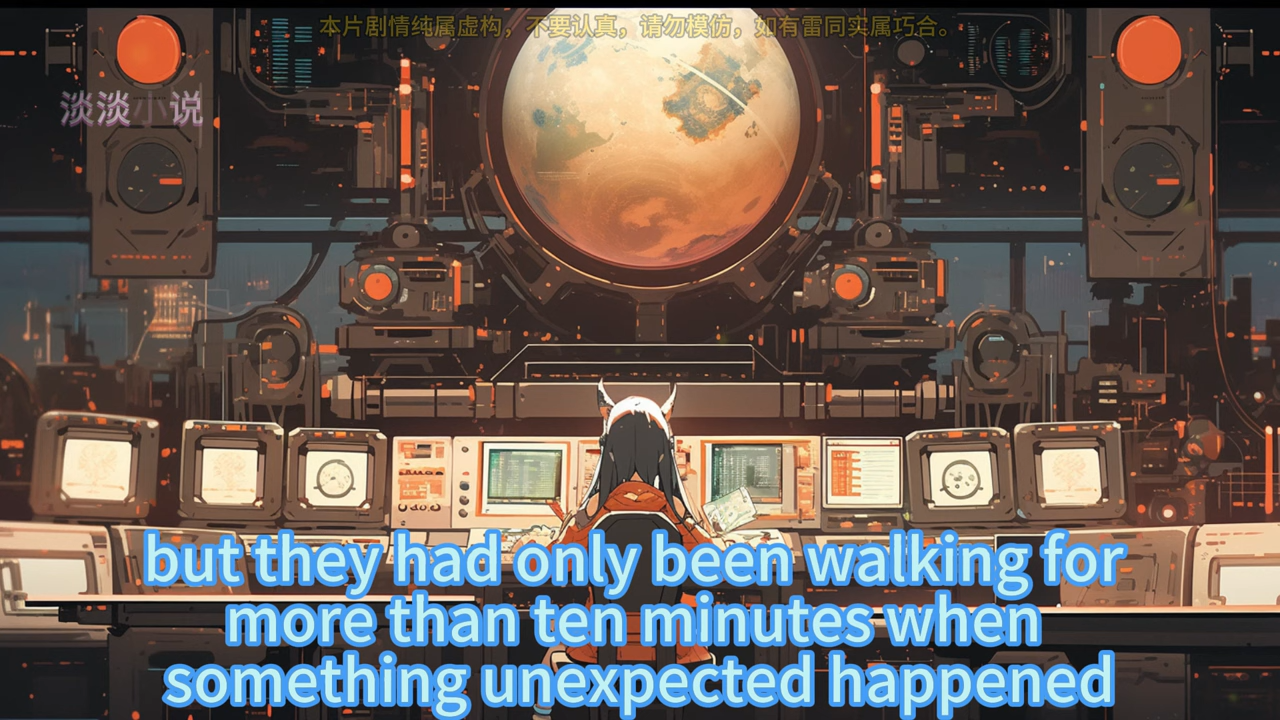 本片剧情纯属虚构，不要认真，请勿模仿，如有雷同实属巧合。
淡淡小说
but they had only been walking for
more than ten minutes when
something unexpected happened